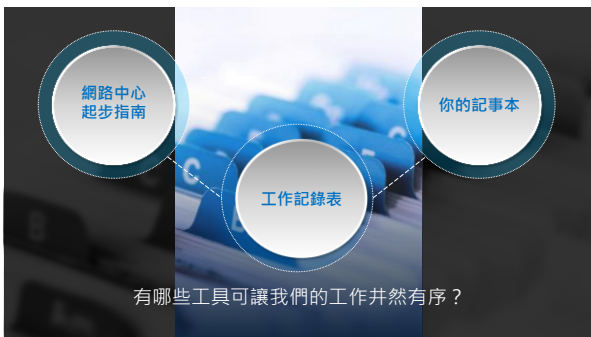 網路中心
起步指南
你的記事本
工作記錄表
有哪些工具可讓我們的工作井然有序？